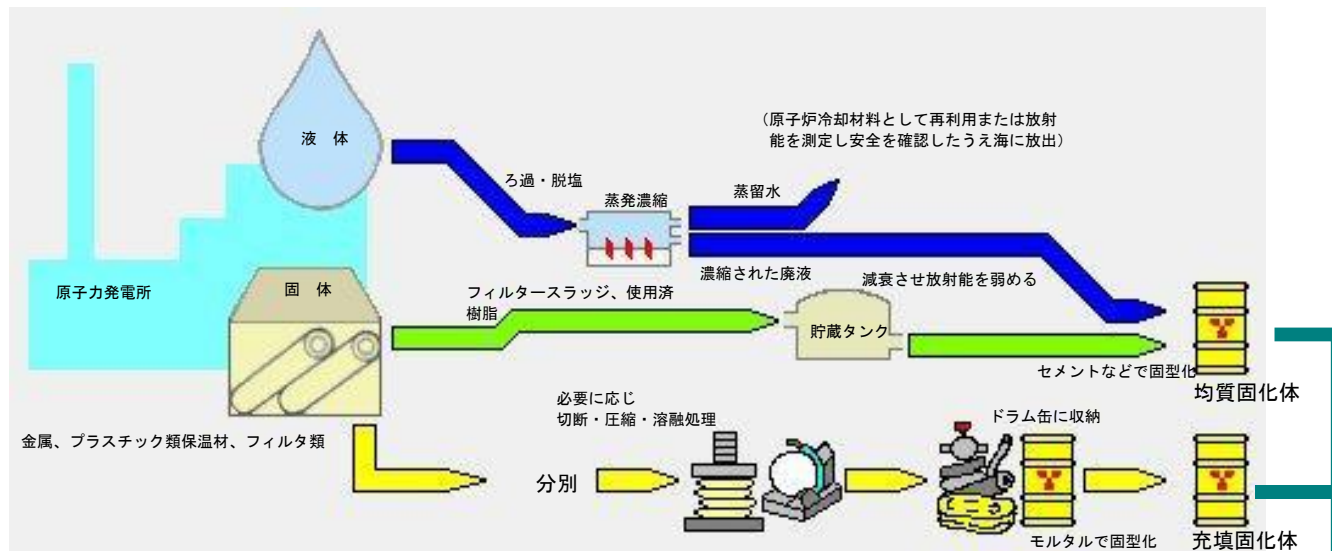 液　体
（原子炉冷却材料として再利用または放射
能を測定し安全を確認したうえ海に放出）
ろ過・脱塩
蒸発濃縮
蒸留水
濃縮された廃液
減衰させ放射能を弱める
原子力発電所
固　体
フィルタースラッジ、使用済
樹脂
貯蔵タンク
セメントなどで固型化
均質固化体
金属、プラスチック類保温材、フィルタ類
必要に応じ
切断・圧縮・溶融処理
ドラム缶に収納
分別
モルタルで固型化
充填固化体